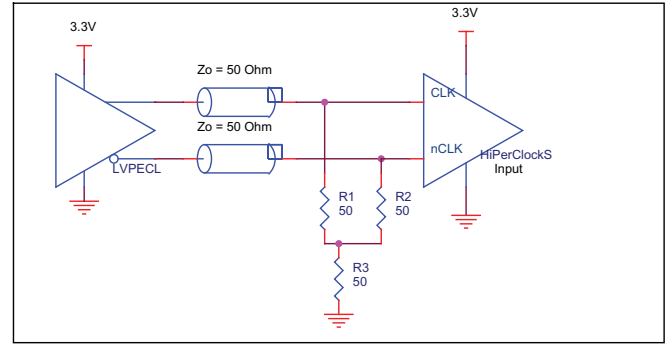 3.3V
3.3V
Zo = 50 Ohm
CLK
Zo = 50 Ohm
nCLK
LVPECL
HiPerClockS
Input
R1
50
R2
50
R3
50